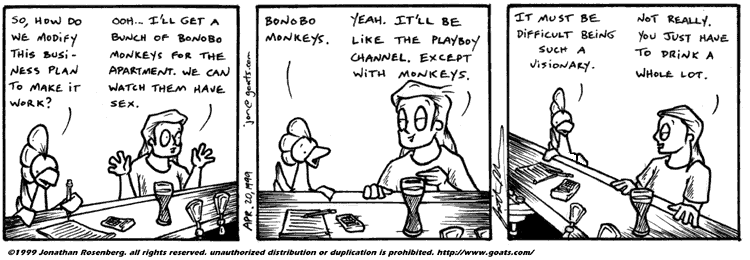 SO, HOW DO
WE MODIFY
THIS BUSI-
NESS PLAN
TO MAKE IT
WORK?
OOH... I'LL GET A
BUNCH OF BONOBO
MONKEYS FOR THE
APARTMENT. WE CAN
WATCH THEM HAVE
SEX.
BONOBO
MONKEYS.
YEAH. IT'LL BE
LIKE THE PLAYBOY
CHANNEL. EXCEPT
WITH MONKEYS.
APR. 20, 1999 jon@goats.com
IT MUST BE
DIFFICULT BEING
SUCH A
VISIONARY.
NOT REALLY.
YOU JUST HAVE
TO DRINK A
WHOLE LOT.
©1999 Jonathan Rosenberg. all rights reserved. unauthorized distribution or duplication is prohibited. http://www.goats.com/